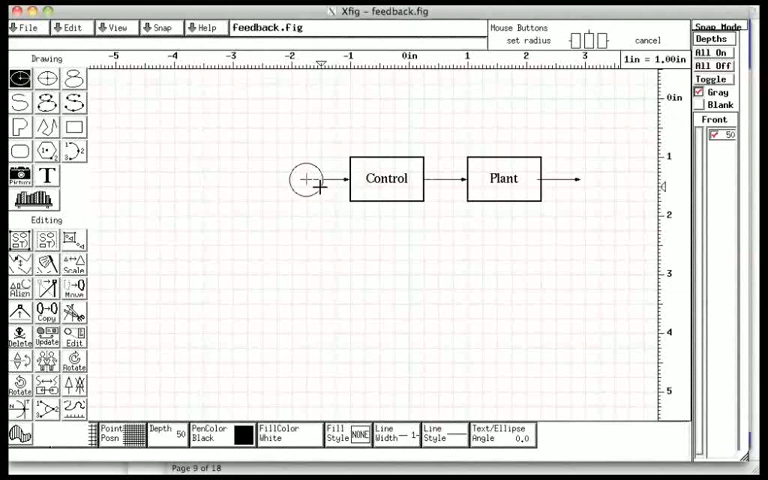 Xfig - feedback.fig
File Edit View Snap Help feedback.fig
Mouse Buttons
set radius cancel
Snap Mode
Depths
All On
All Off
Toggle
Gray
Blank
Front
50
-5 -4 -3 -2 -1 0in 1 2 3 1in = 1.00in
0in
1
2
3
4
5
Drawing
Picture
T
Control
Plant
Editing
Scale
Align
Move
Copy
Delete
Update
Edit
Rotate
Rotate
Point
Posn
Depth
50
PenColor
Black
FillColor
White
Fill
Style
NONE
Line
Width
1
Line
Style
Text/Ellipse
Angle 0.0
Page 9 of 18